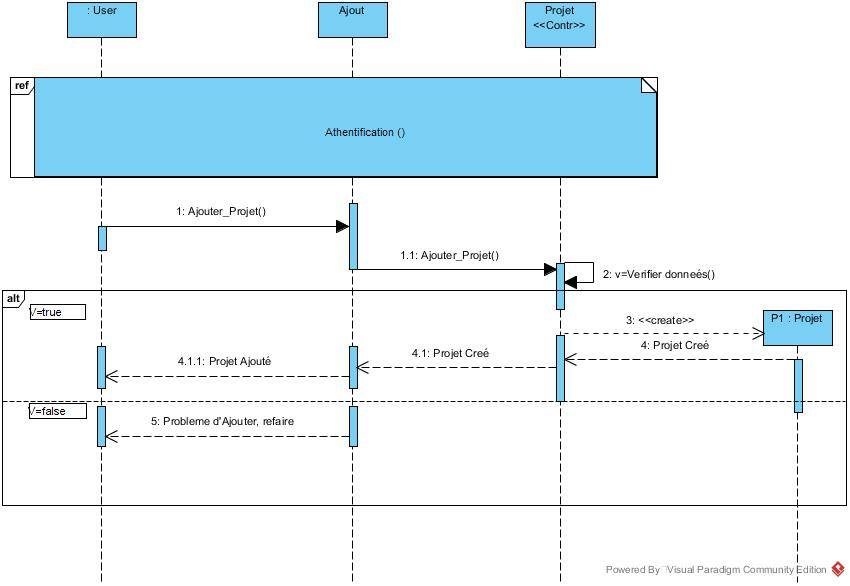 : User
Ajout
Projet
<<Contr>>
ref
Athentification ()
1: Ajouter_Projet()
1.1: Ajouter_Projet()
2: v=Verifier donneés()
alt
V=true
3: <<create>>
P1 : Projet
4: Projet Creé
4.1: Projet Creé
4.1.1: Projet Ajouté
V=false
5: Probleme d'Ajouter, refaire
Powered By Visual Paradigm Community Edition